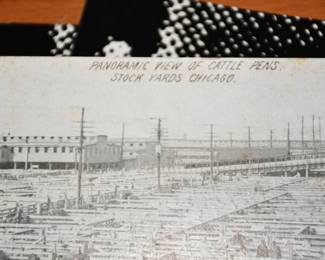 PANORAMIC VIEW OF CATTLE PENS.
STOCK YARDS CHICAGO.